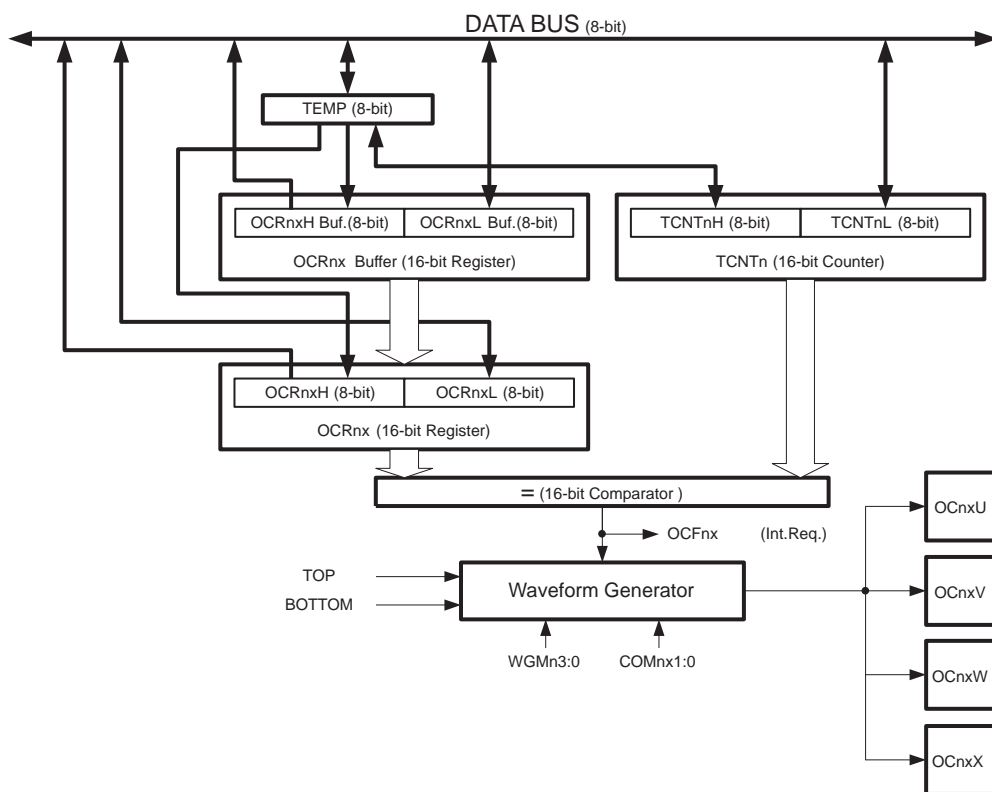 DATA BUS (8-bit)
TEMP (8-bit)
OCRnxH Buf.(8-bit)
OCRnxL Buf.(8-bit)
OCRnx Buffer (16-bit Register)
TCNTnH (8-bit)
TCNTnL (8-bit)
TCNTn (16-bit Counter)
OCRnxH (8-bit)
OCRnxL (8-bit)
OCRnx (16-bit Register)
= (16-bit Comparator )
OCFnx (Int.Req.)
TOP
BOTTOM
Waveform Generator
WGMn3:0
COMnx1:0
OCnxU
OCnxV
OCnxW
OCnxX